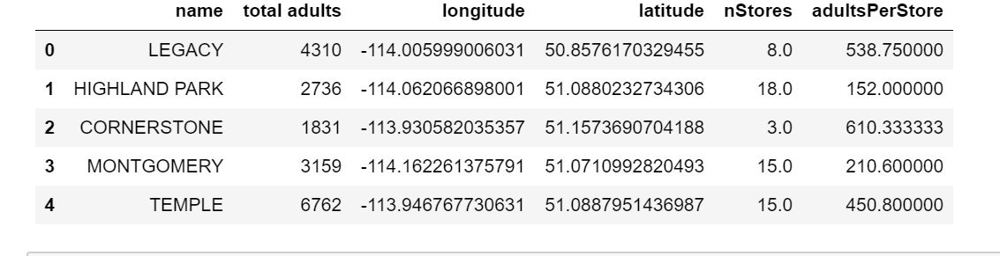 name total adults longitude latitude nStores adultsPerStore
0 LEGACY 4310 -114.005999006031 50.8576170329455 8.0 538.750000
1 HIGHLAND PARK 2736 -114.062066898001 51.0880232734306 18.0 152.000000
2 CORNERSTONE 1831 -113.930582035357 51.1573690704188 3.0 610.333333
3 MONTGOMERY 3159 -114.162261375791 51.0710992820493 15.0 210.600000
4 TEMPLE 6762 -113.946767730631 51.0887951436987 15.0 450.800000